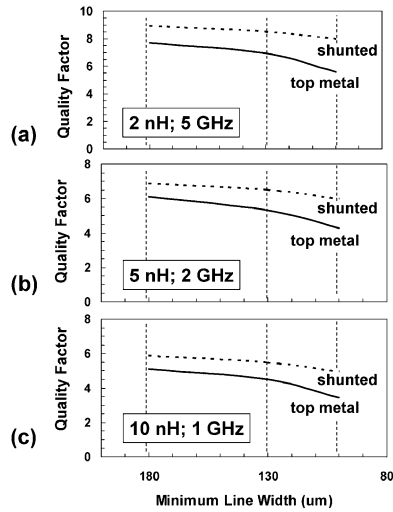 10
8
6
4
2
0
Quality Factor
shunted
top metal
2 nH; 5 GHz
(a)
8
6
4
2
0
Quality Factor
shunted
top metal
5 nH; 2 GHz
(b)
8
6
4
2
0
Quality Factor
shunted
top metal
10 nH; 1 GHz
(c)
180
130
80
Minimum Line Width (um)